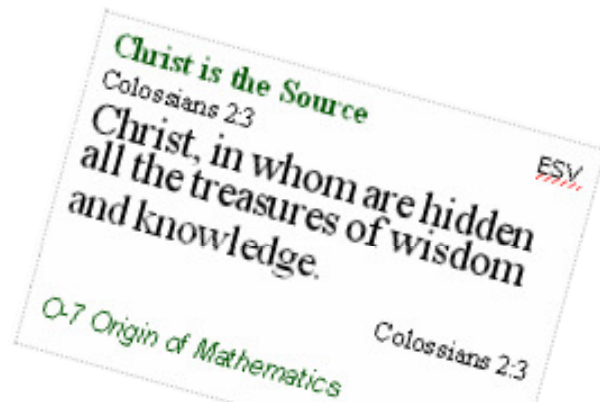 Christ is the Source
Colossians 2:3
ESV
Christ, in whom are hidden
all the treasures of wisdom
and knowledge.
Colossians 2:3
O-7 Origin of Mathematics